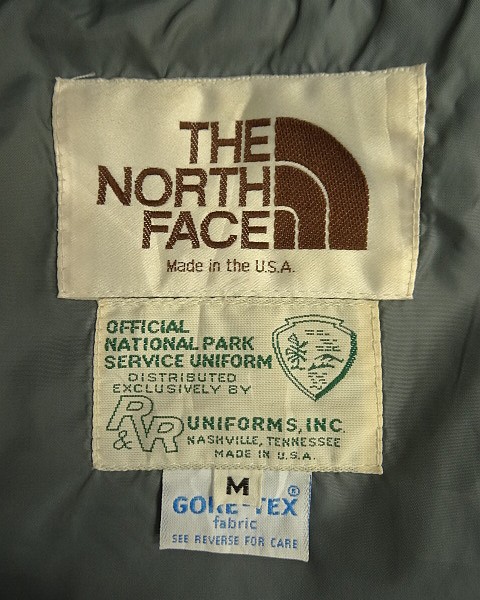 THE
NORTH
FACE
Made in the U.S.A.
OFFICIAL
NATIONAL PARK
SERVICE UNIFORM
DISTRIBUTED
EXCLUSIVELY BY
R&R UNIFORMS, INC.
NASHVILLE, TENNESSEE
MADE IN U.S.A.
M
GORE-TEX®
fabric
SEE REVERSE FOR CARE